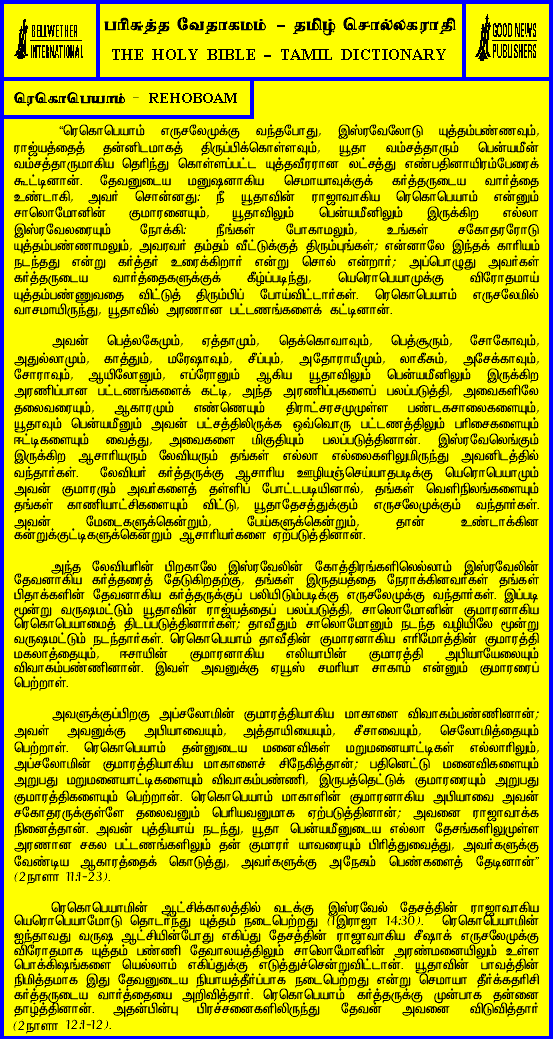 BELLWETHER
INTERNATIONAL
பரிசுத்த வேதாகமம் - தமிழ் சொல்லகராதி
THE HOLY BIBLE - TAMIL DICTIONARY
GOOD NEWS
PUBLISHERS
ரெகொபெயாம் - REHOBOAM
"ரெகொபெயாம் எருசலேமுக்கு வந்தபோது, இஸ்ரவேலோடு யுத்தம்பண்ணவும்,
ராஜ்யத்தைத் தன்னிடமாகத் திருப்பிக்கொள்ளவும், யூதா வம்சத்தாரும் பென்யமீன்
வம்சத்தாருமாகிய தெரிந்து கொள்ளப்பட்ட யுத்தவீரரான லட்சத்து எண்பதினாயிரம்பேரைக்
கூட்டினான். தேவனுடைய மனுஷனாகிய செமாயாவுக்குக் கர்த்தருடைய வார்த்தை
உண்டாகி, அவர் சொன்னது: நீ யூதாவின் ராஜாவாகிய ரெகொபெயாம் என்னும்
சாலொமோனின் குமாரனையும், யூதாவிலும் பென்யமீனிலும் இருக்கிற எல்லா
இஸ்ரவேலரையும் நோக்கி: நீங்கள் போகாமலும், உங்கள் சகோதரரோடு
யுத்தம்பண்ணாமலும், அவரவர் தம்தம் வீட்டுக்குத் திரும்புங்கள்; என்னாலே இந்தக் காரியம்
நடந்தது என்று கர்த்தர் உரைக்கிறார் என்று சொல் என்றார்; அப்பொழுது அவர்கள்
கர்த்தருடைய வார்த்தைகளுக்குக் கீழ்ப்படிந்து, யெரொபெயாமுக்கு விரோதமாய்
யுத்தம்பண்ணுவதை விட்டுத் திரும்பிப் போய்விட்டார்கள். ரெகொபெயாம் எருசலேமில்
வாசமாயிருந்து, யூதாவில் அரணான பட்டணங்களைக் கட்டினான்.
அவன் பெத்லகேமும், ஏத்தாமும், தெக்கொவாவும், பெத்சூரும், சோகோவும்,
அதுல்லாமும், காத்தும், மரேஷாவும், சீப்பும், அதோராயீமும், லாகீசும், அசேக்காவும்,
சோராவும், ஆயிலோனும், எப்ரோனும் ஆகிய யூதாவிலும் பென்யமீனிலும் இருக்கிற
அரணிப்பான பட்டணங்களைக் கட்டி, அந்த அரணிப்புகளைப் பலப்படுத்தி, அவைகளிலே
தலைவரையும், ஆகாரமும் எண்ணெயும் திராட்சரசமுமுள்ள பண்டகசாலைகளையும்,
யூதாவும் பென்யமீனும் அவன் பட்சத்திலிருக்க ஒவ்வொரு பட்டணத்திலும் பரிசைகளையும்
ஈட்டிகளையும் வைத்து, அவைகளை மிகுதியும் பலப்படுத்தினான். இஸ்ரவேலெங்கும்
இருக்கிற ஆசாரியரும் லேவியரும் தங்கள் எல்லா எல்லைகளிலுமிருந்து அவனிடத்தில்
வந்தார்கள். லேவியர் கர்த்தருக்கு ஆசாரிய ஊழியஞ்செய்யாதபடிக்கு யெரொபெயாமும்
அவன் குமாரரும் அவர்களைத் தள்ளிப் போட்டபடியினால், தங்கள் வெளிநிலங்களையும்
தங்கள் காணியாட்சிகளையும் விட்டு, யூதாதேசத்துக்கும் எருசலேமுக்கும் வந்தார்கள்.
அவன் மேடைகளுக்கென்றும், பேய்களுக்கென்றும், தான் உண்டாக்கின
கன்றுக்குட்டிகளுக்கென்றும் ஆசாரியர்களை ஏற்படுத்தினான்.
அந்த லேவியரின் பிறகாலே இஸ்ரவேலின் கோத்திரங்களிலெல்லாம் இஸ்ரவேலின்
தேவனாகிய கர்த்தரைத் தேடுகிறதற்கு, தங்கள் இருதயத்தை நேராக்கினவர்கள் தங்கள்
பிதாக்களின் தேவனாகிய கர்த்தருக்குப் பலியிடும்படிக்கு எருசலேமுக்கு வந்தார்கள். இப்படி
மூன்று வருஷமட்டும் யூதாவின் ராஜ்யத்தைப் பலப்படுத்தி, சாலொமோனின் குமாரனாகிய
ரெகொபெயாமைத் திடப்படுத்தினார்கள்; தாவீதும் சாலொமோனும் நடந்த வழியிலே மூன்று
வருஷமட்டும் நடந்தார்கள். ரெகொபெயாம் தாவீதின் குமாரனாகிய எரிமோத்தின் குமாரத்தி
மகலாத்தையும், ஈசாயின் குமாரனாகிய எலியாபின் குமாரத்தி அபியாயேலையும்
விவாகம்பண்ணினான். இவள் அவனுக்கு ஏயூஸ் சமரியா சாகாம் என்னும் குமாரரைப்
பெற்றாள்.
அவளுக்குப்பிறகு அப்சலோமின் குமாரத்தியாகிய மாகாளை விவாகம்பண்ணினான்;
அவள் அவனுக்கு அபியாவையும், அத்தாயியையும், சீசாவையும், செலோமித்தையும்
பெற்றாள். ரெகொபெயாம் தன்னுடைய மனைவிகள் மறுமனையாட்டிகள் எல்லாரிலும்,
அப்சலோமின் குமாரத்தியாகிய மாகாளைச் சிநேகித்தான்; பதினெட்டு மனைவிகளையும்
அறுபது மறுமனையாட்டிகளையும் விவாகம்பண்ணி, இருபத்தெட்டுக் குமாரரையும் அறுபது
குமாரத்திகளையும் பெற்றான். ரெகொபெயாம் மாகாளின் குமாரனாகிய அபியாவை அவன்
சகோதரருக்குள்ளே தலைவனும் பெரியவனுமாக ஏற்படுத்தினான்; அவனை ராஜாவாக்க
நினைத்தான். அவன் புத்தியாய் நடந்து, யூதா பென்யமீனுடைய எல்லா தேசங்களிலுமுள்ள
அரணான சகல பட்டணங்களிலும் தன் குமாரர் யாவரையும் பிரித்துவைத்து, அவர்களுக்கு
வேண்டிய ஆகாரத்தைக் கொடுத்து, அவர்களுக்கு அநேகம் பெண்களைத் தேடினான்"
(2நாளா 11:1-23).
ரெகொபெயாமின் ஆட்சிக்காலத்தில் வடக்கு இஸ்ரவேல் தேசத்தின் ராஜாவாகிய
யெரொபெயாமோடு தொடர்ந்து யுத்தம் நடைபெற்றது (1இராஜா 14:30). ரெகொபெயாமின்
ஐந்தாவது வருஷ ஆட்சியின்போது எகிப்து தேசத்தின் ராஜாவாகிய சீஷாக் எருசலேமுக்கு
விரோதமாக யுத்தம் பண்ணி தேவாலயத்திலும் சாலொமோனின் அரண்மனையிலும் உள்ள
பொக்கிஷங்களை யெல்லாம் எகிப்துக்கு எடுத்துச்சென்றுவிட்டான். யூதாவின் பாவத்தின்
நிமித்தமாக இது தேவனுடைய நியாயத்தீர்ப்பாக நடைபெற்றது என்று செமாயா தீர்க்கதரிசி
கர்த்தருடைய வார்த்தையை அறிவித்தார். ரெகொபெயாம் கர்த்தருக்கு முன்பாக தன்னை
தாழ்த்தினான். அதன்பின்பு பிரச்சனைகளிலிருந்து தேவன் அவனை விடுவித்தார்
(2நாளா 12:1-12).